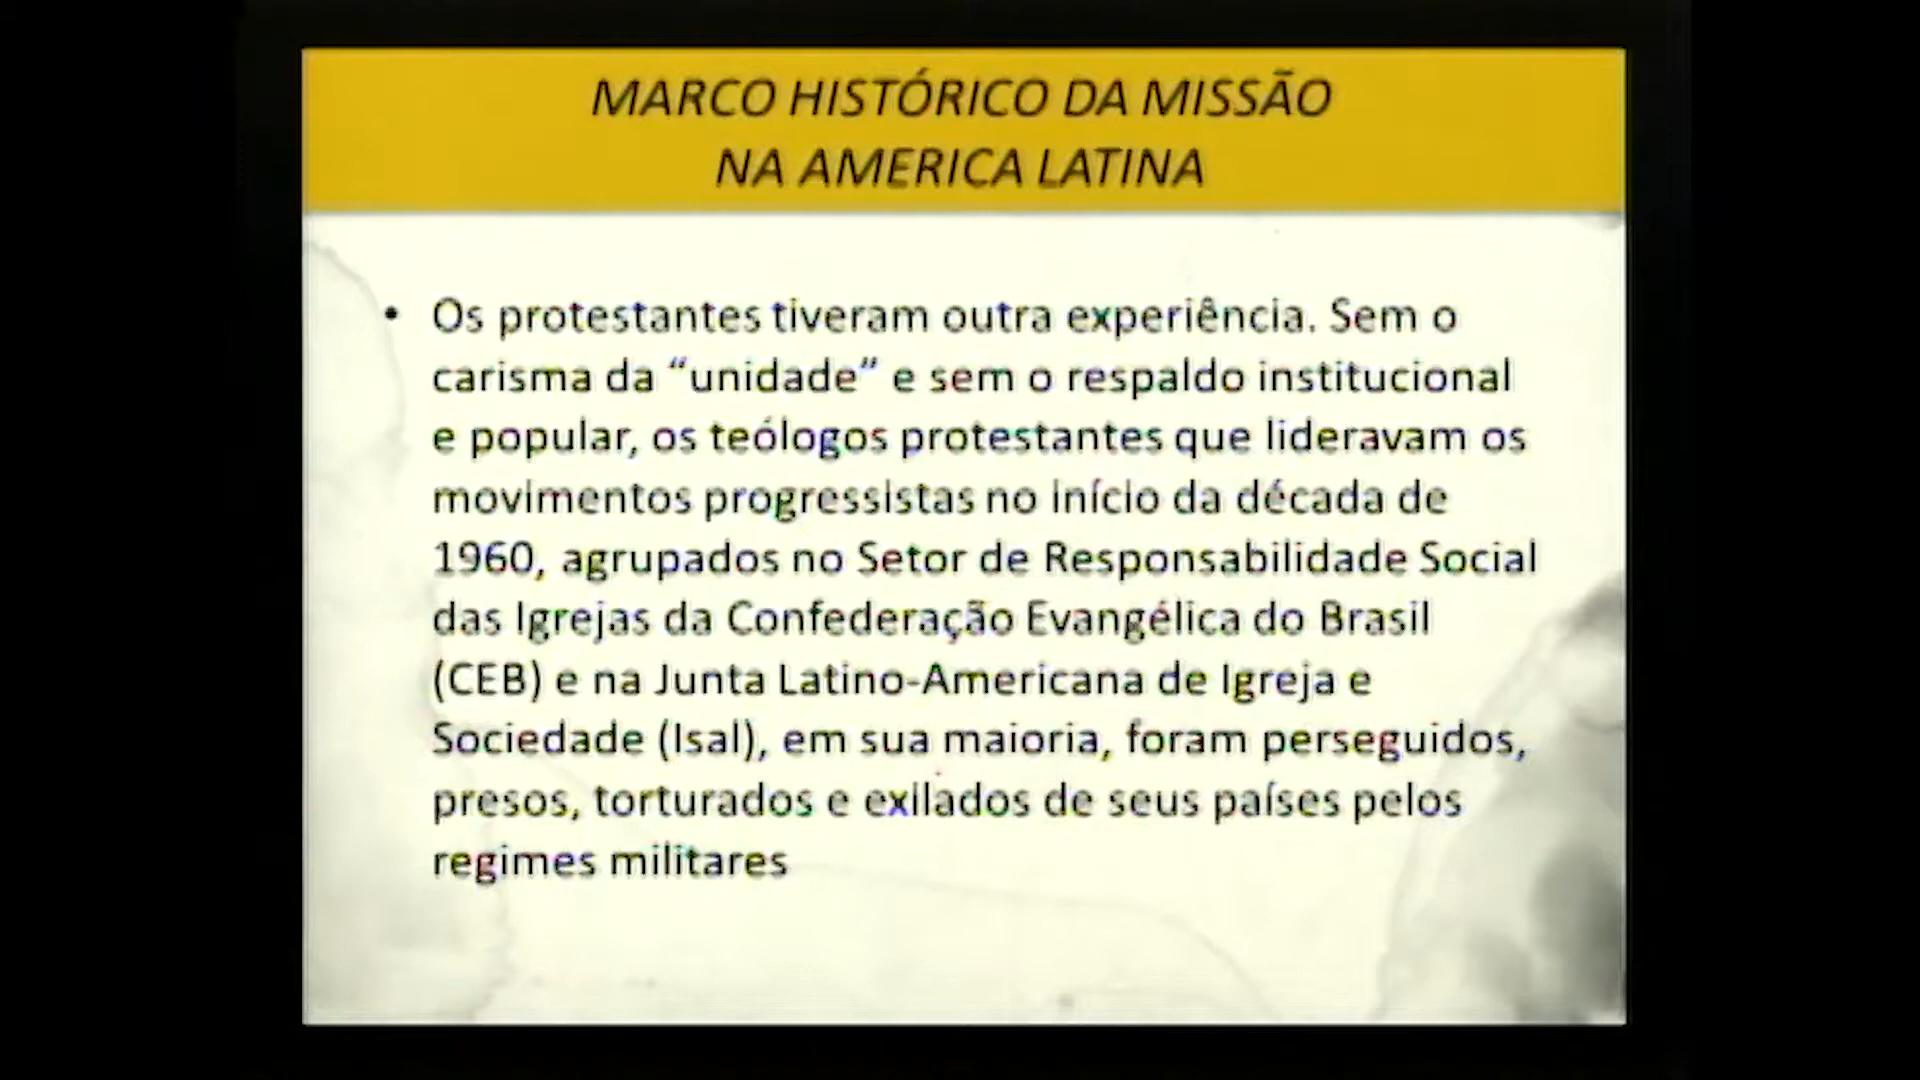 MARCO HISTÓRICO DA MISSÃO
NA AMERICA LATINA
• Os protestantes tiveram outra experiência. Sem o
carisma da “unidade” e sem o respaldo institucional
e popular, os teólogos protestantes que lideravam os
movimentos progressistas no início da década de
1960, agrupados no Setor de Responsabilidade Social
das Igrejas da Confederação Evangélica do Brasil
(CEB) e na Junta Latino-Americana de Igreja e
Sociedade (Isal), em sua maioria, foram perseguidos,
presos, torturados e exilados de seus países pelos
regimes militares